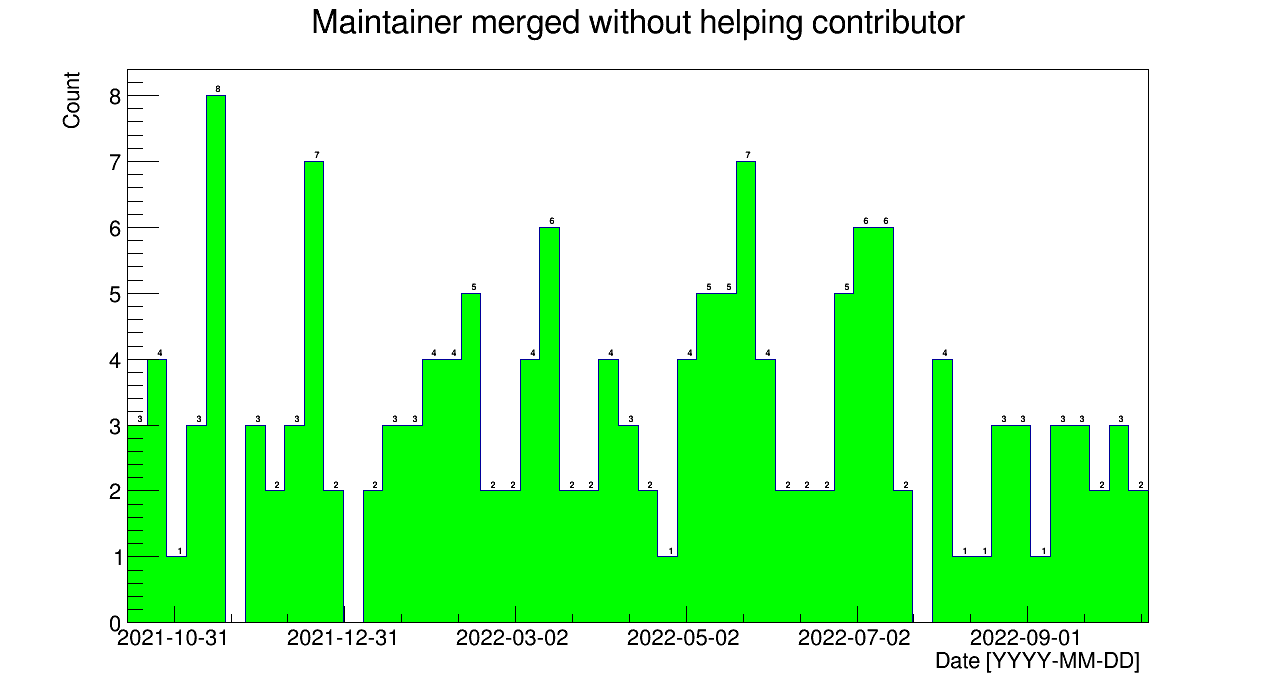 Maintainer merged without helping contributor
Count
8
7
6
5
4
3
2
1
0
3 4 1 3 8 3 2 3 7 2 2 3 3 4 4 5 2 2 4 6 2 2 4 3 2 1 4 5 5 7 4 2 2 2 5 6 6 2 4 1 1 3 3 1 3 3 2 3 2
2021-10-31 2021-12-31 2022-03-02 2022-05-02 2022-07-02 2022-09-01
Date [YYYY-MM-DD]